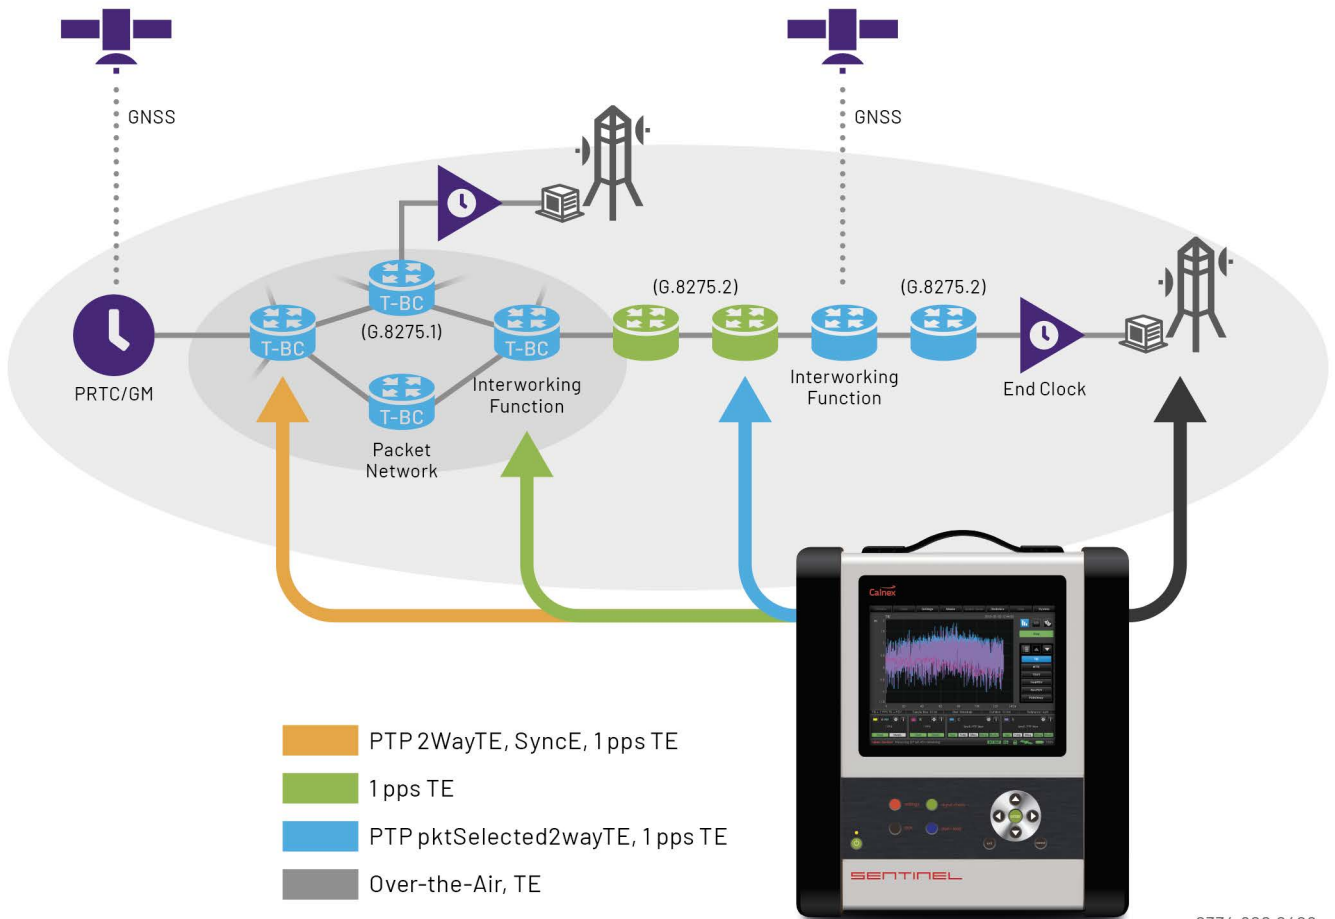 GNSS
GNSS
T-BC
(G.8275.1)
T-BC
T-BC
T-BC
(G.8275.2)
(G.8275.2)
PRTC/GM
Interworking
Function
Packet
Network
Interworking
Function
End Clock
Calnex
TE
PTP 2WayTE, SyncE, 1 pps TE
1 pps TE
PTP pktSelected2wayTE, 1 pps TE
Over-the-Air, TE
SENTINEL